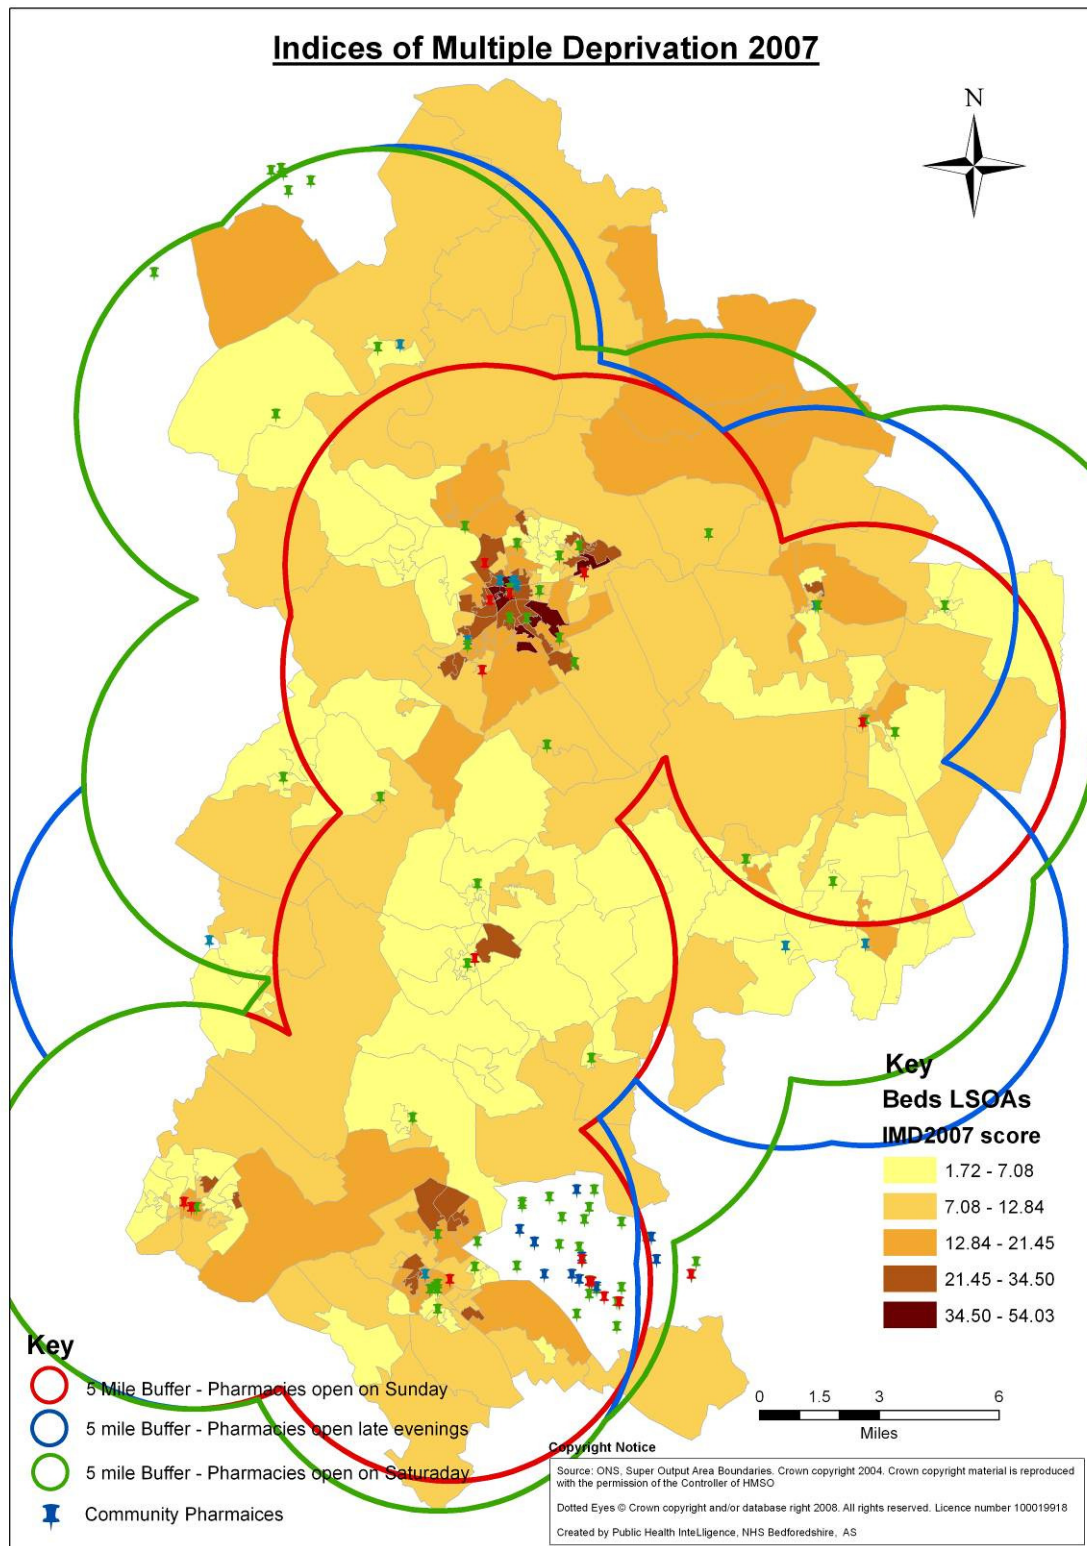 Indices of Multiple Deprivation 2007
N
Key
Beds LSOAs
IMD2007 score
1.72 - 7.08
7.08 - 12.84
12.84 - 21.45
21.45 - 34.50
34.50 - 54.03
Key
5 Mile Buffer - Pharmacies open on Sunday
5 mile Buffer - Pharmacies open late evenings
5 mile Buffer - Pharmacies open on Saturaday
Community Pharmaices
0 1.5 3 6
Miles
Copyright Notice
Source: ONS, Super Output Area Boundaries. Crown copyright 2004. Crown copyright material is reproduced
with the permission of the Controller of HMSO
Dotted Eyes © Crown copyright and/or database right 2008. All rights reserved. Licence number 100019918
Created by Public Health InteLligence, NHS Bedforedshire, AS